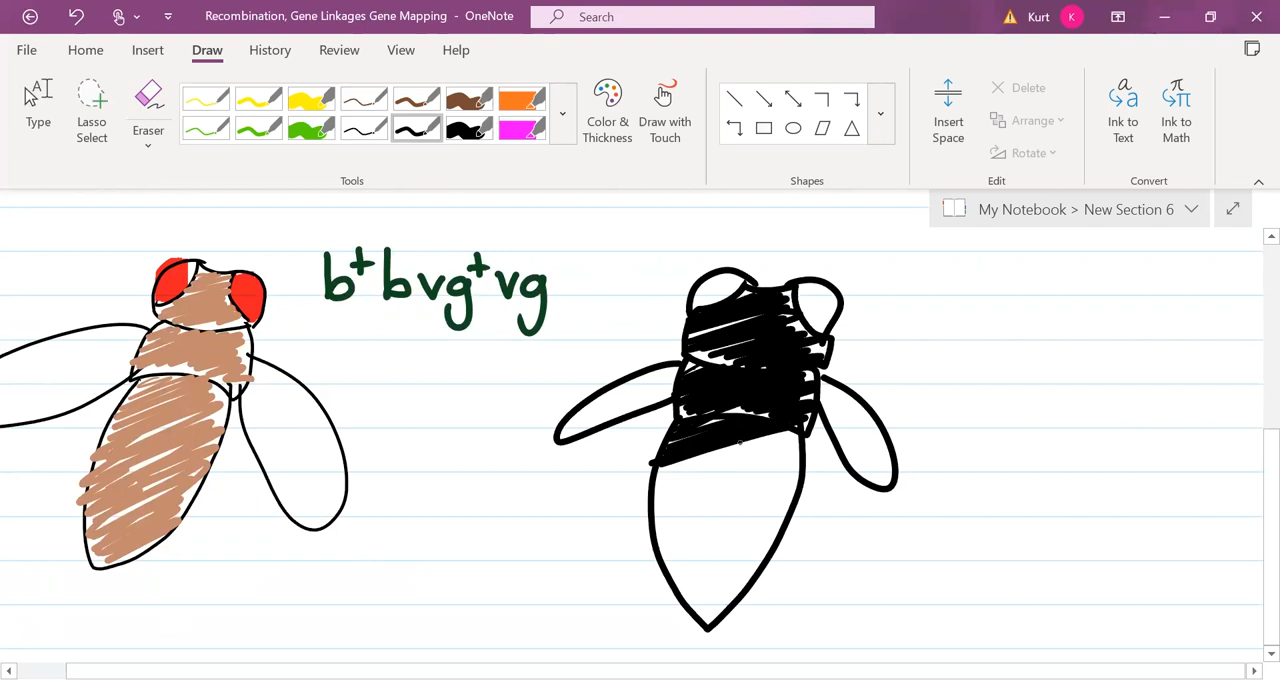 Recombination, Gene Linkages Gene Mapping - OneNote
Search
Kurt
K
File Home Insert Draw History Review View Help
Type
Lasso Select
Eraser
Color & Thickness
Draw with Touch
Insert Space
Delete
Arrange
Rotate
Ink to Text
Ink to Math
Tools
Shapes
Edit
Convert
My Notebook > New Section 6
b⁺b vg⁺vg